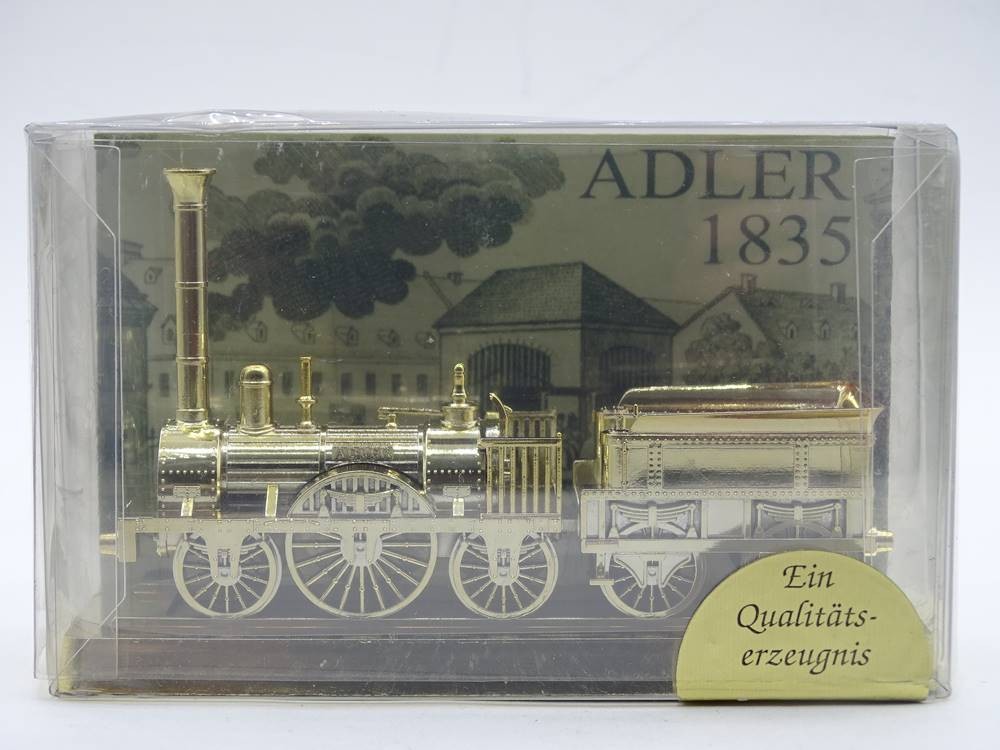 ADLER
1835
Ein
Qualitäts-
erzeugnis